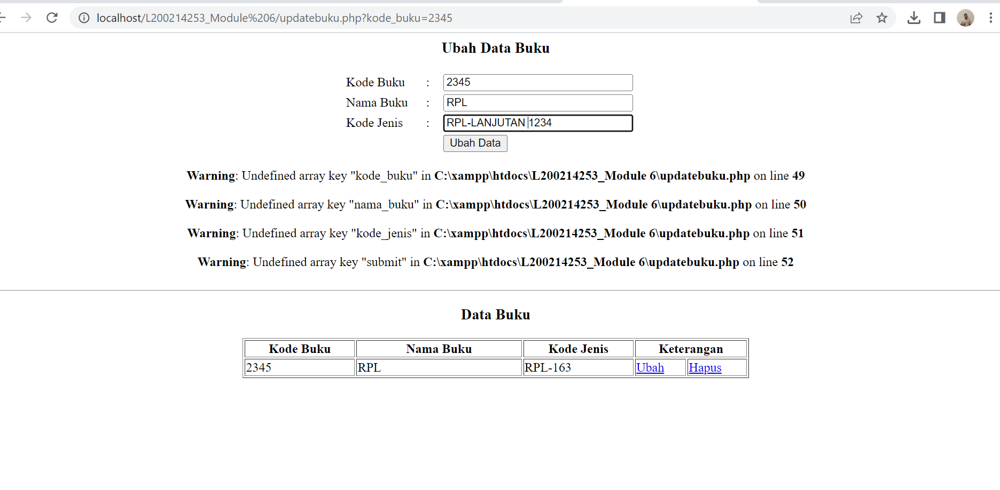 localhost/L200214253_Module%206/updatebuku.php?kode_buku=2345
Ubah Data Buku
Kode Buku : 2345
Nama Buku : RPL
Kode Jenis : RPL-LANJUTAN 1234
Ubah Data
Warning: Undefined array key "kode_buku" in C:\xampp\htdocs\L200214253_Module 6\updatebuku.php on line 49
Warning: Undefined array key "nama_buku" in C:\xampp\htdocs\L200214253_Module 6\updatebuku.php on line 50
Warning: Undefined array key "kode_jenis" in C:\xampp\htdocs\L200214253_Module 6\updatebuku.php on line 51
Warning: Undefined array key "submit" in C:\xampp\htdocs\L200214253_Module 6\updatebuku.php on line 52
Data Buku
Kode Buku Nama Buku Kode Jenis Keterangan
2345 RPL RPL-163 Ubah Hapus